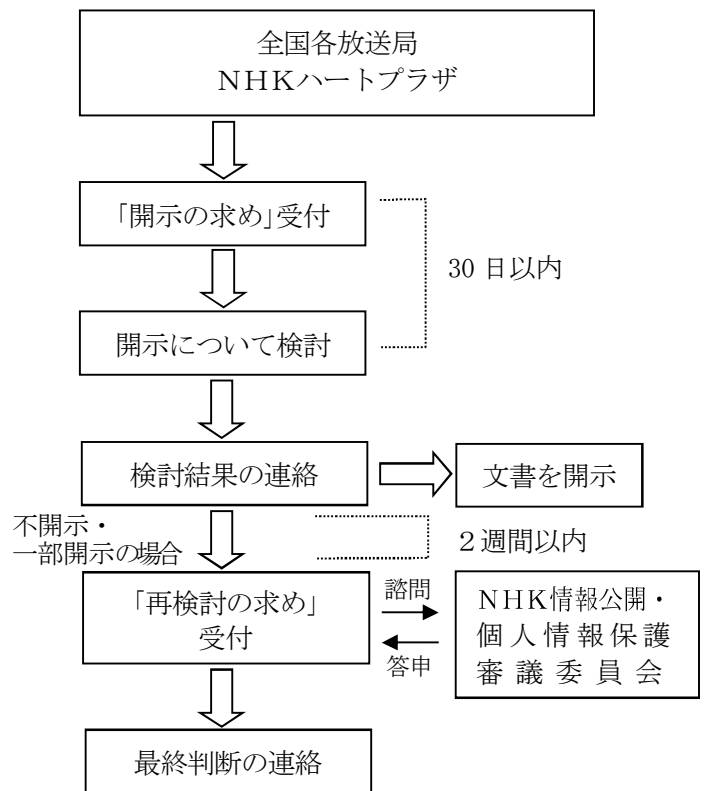 全国各放送局
NHKハートプラザ
「開示の求め」受付
30 日以内
開示について検討
検討結果の連絡
文書を開示
不開示・
一部開示の場合
２週間以内
「再検討の求め」
受付
諮問
答申
NHK情報公開・
個人情報保護
審議委員会
最終判断の連絡